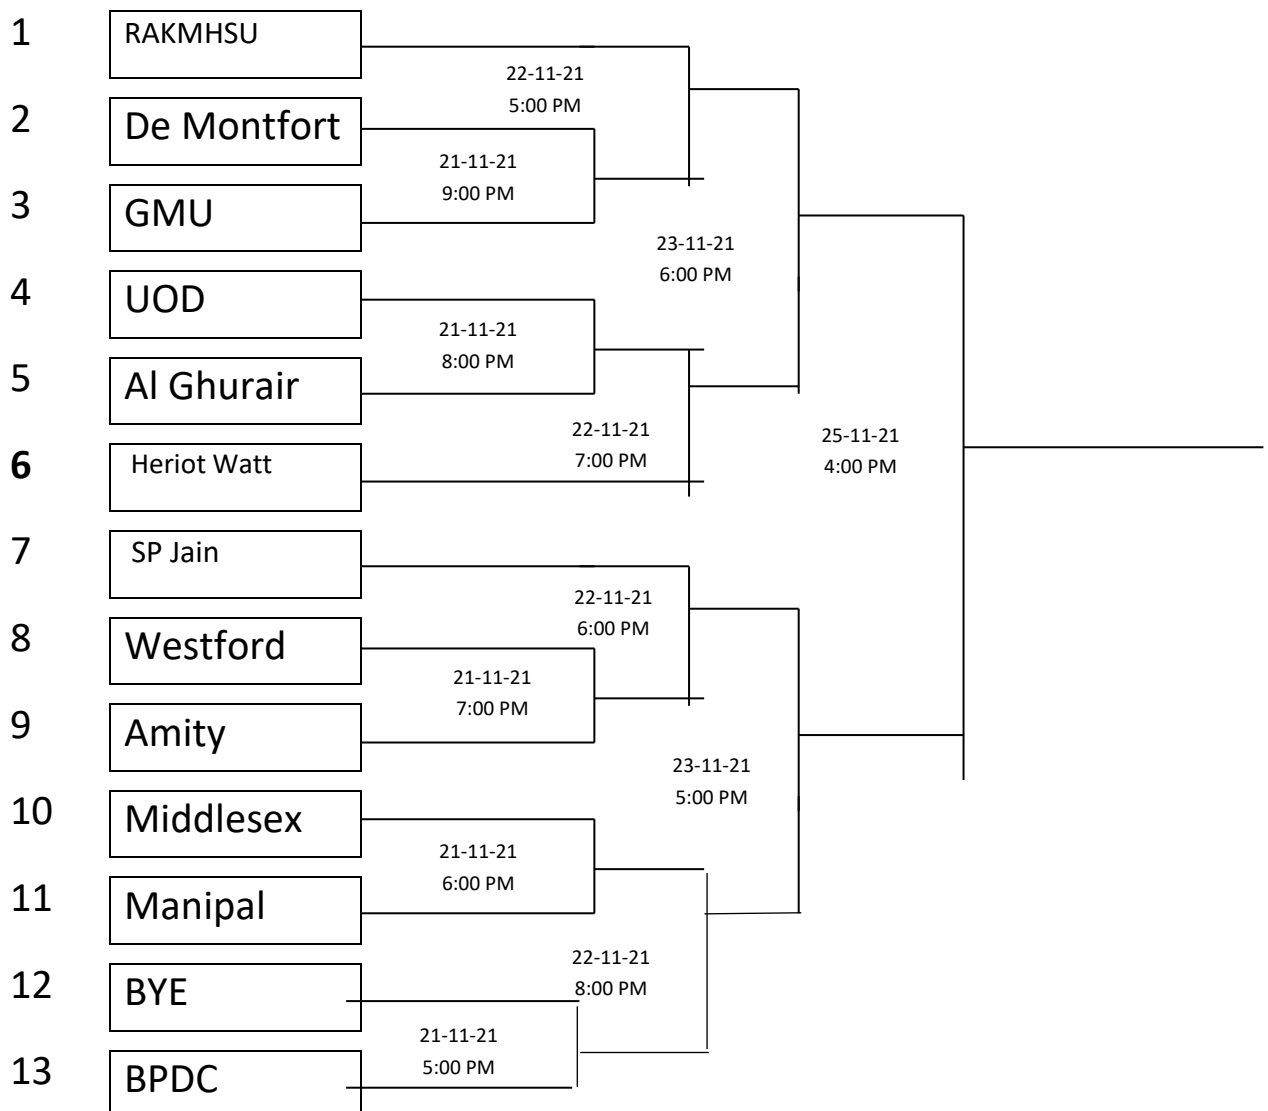 1 RAKMHSU
22-11-21
5:00 PM
2 De Montfort
21-11-21
9:00 PM
3 GMU
23-11-21
6:00 PM
4 UOD
21-11-21
8:00 PM
5 Al Ghurair
22-11-21
7:00 PM
25-11-21
4:00 PM
6 Heriot Watt
7 SP Jain
22-11-21
6:00 PM
8 Westford
21-11-21
7:00 PM
9 Amity
23-11-21
5:00 PM
10 Middlesex
21-11-21
6:00 PM
11 Manipal
22-11-21
8:00 PM
12 BYE
21-11-21
5:00 PM
13 BPDC